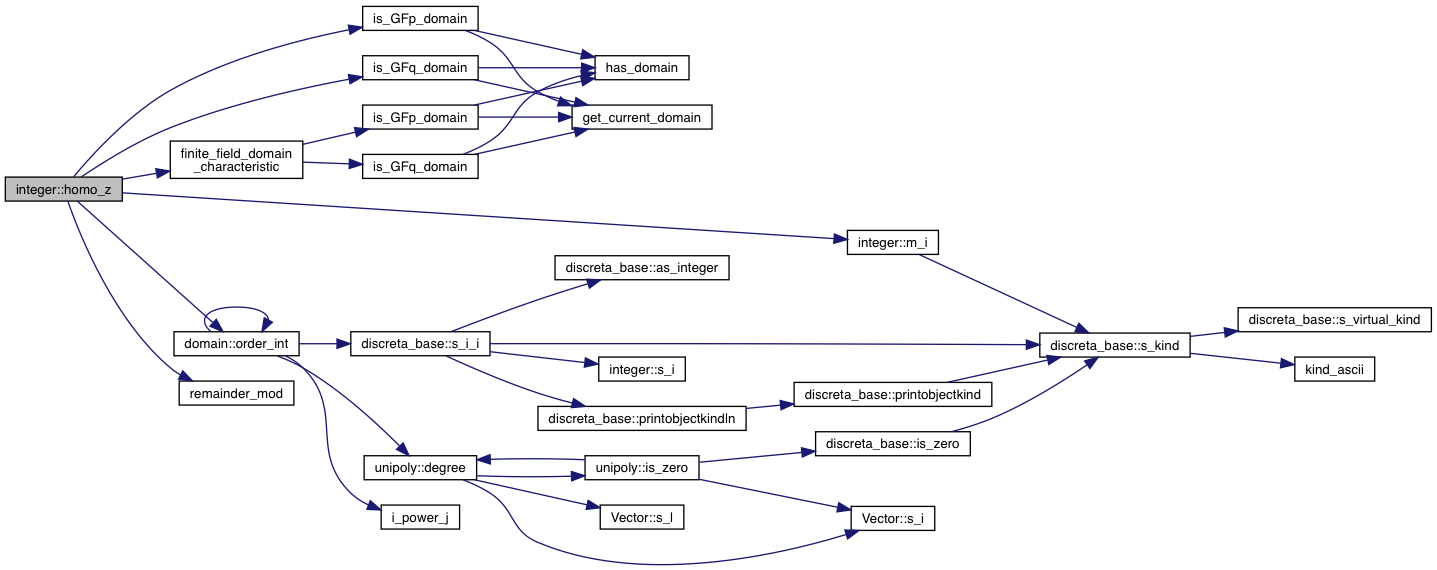 is_GFp_domain
is_GFq_domain
has_domain
is_GFp_domain
get_current_domain
finite_field_domain
_characteristic
is_GFq_domain
integer::homo_z
integer::m_i
discreta_base::as_integer
discreta_base::s_virtual_kind
domain::order_int
discreta_base::s_i_i
discreta_base::s_kind
integer::s_i
kind_ascii
remainder_mod
discreta_base::printobjectkind
discreta_base::printobjectkindln
discreta_base::is_zero
unipoly::degree
unipoly::is_zero
i_power_j
Vector::s_l
Vector::s_i